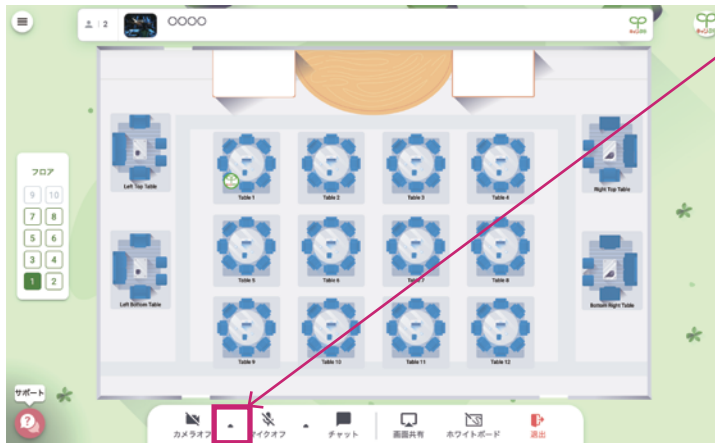 2
○○○○
フロア
9 10
7 8
5 6
3 4
1 2
Left Top Table
Table 1
Table 2
Table 3
Table 4
Right Top Table
Table 5
Table 6
Table 7
Table 8
Left Bottom Table
Bottom Right Table
Table 9
Table 10
Table 11
Table 12
サポート
カメラオフ
マイクオフ
チャット
画面共有
ホワイトボード
退出